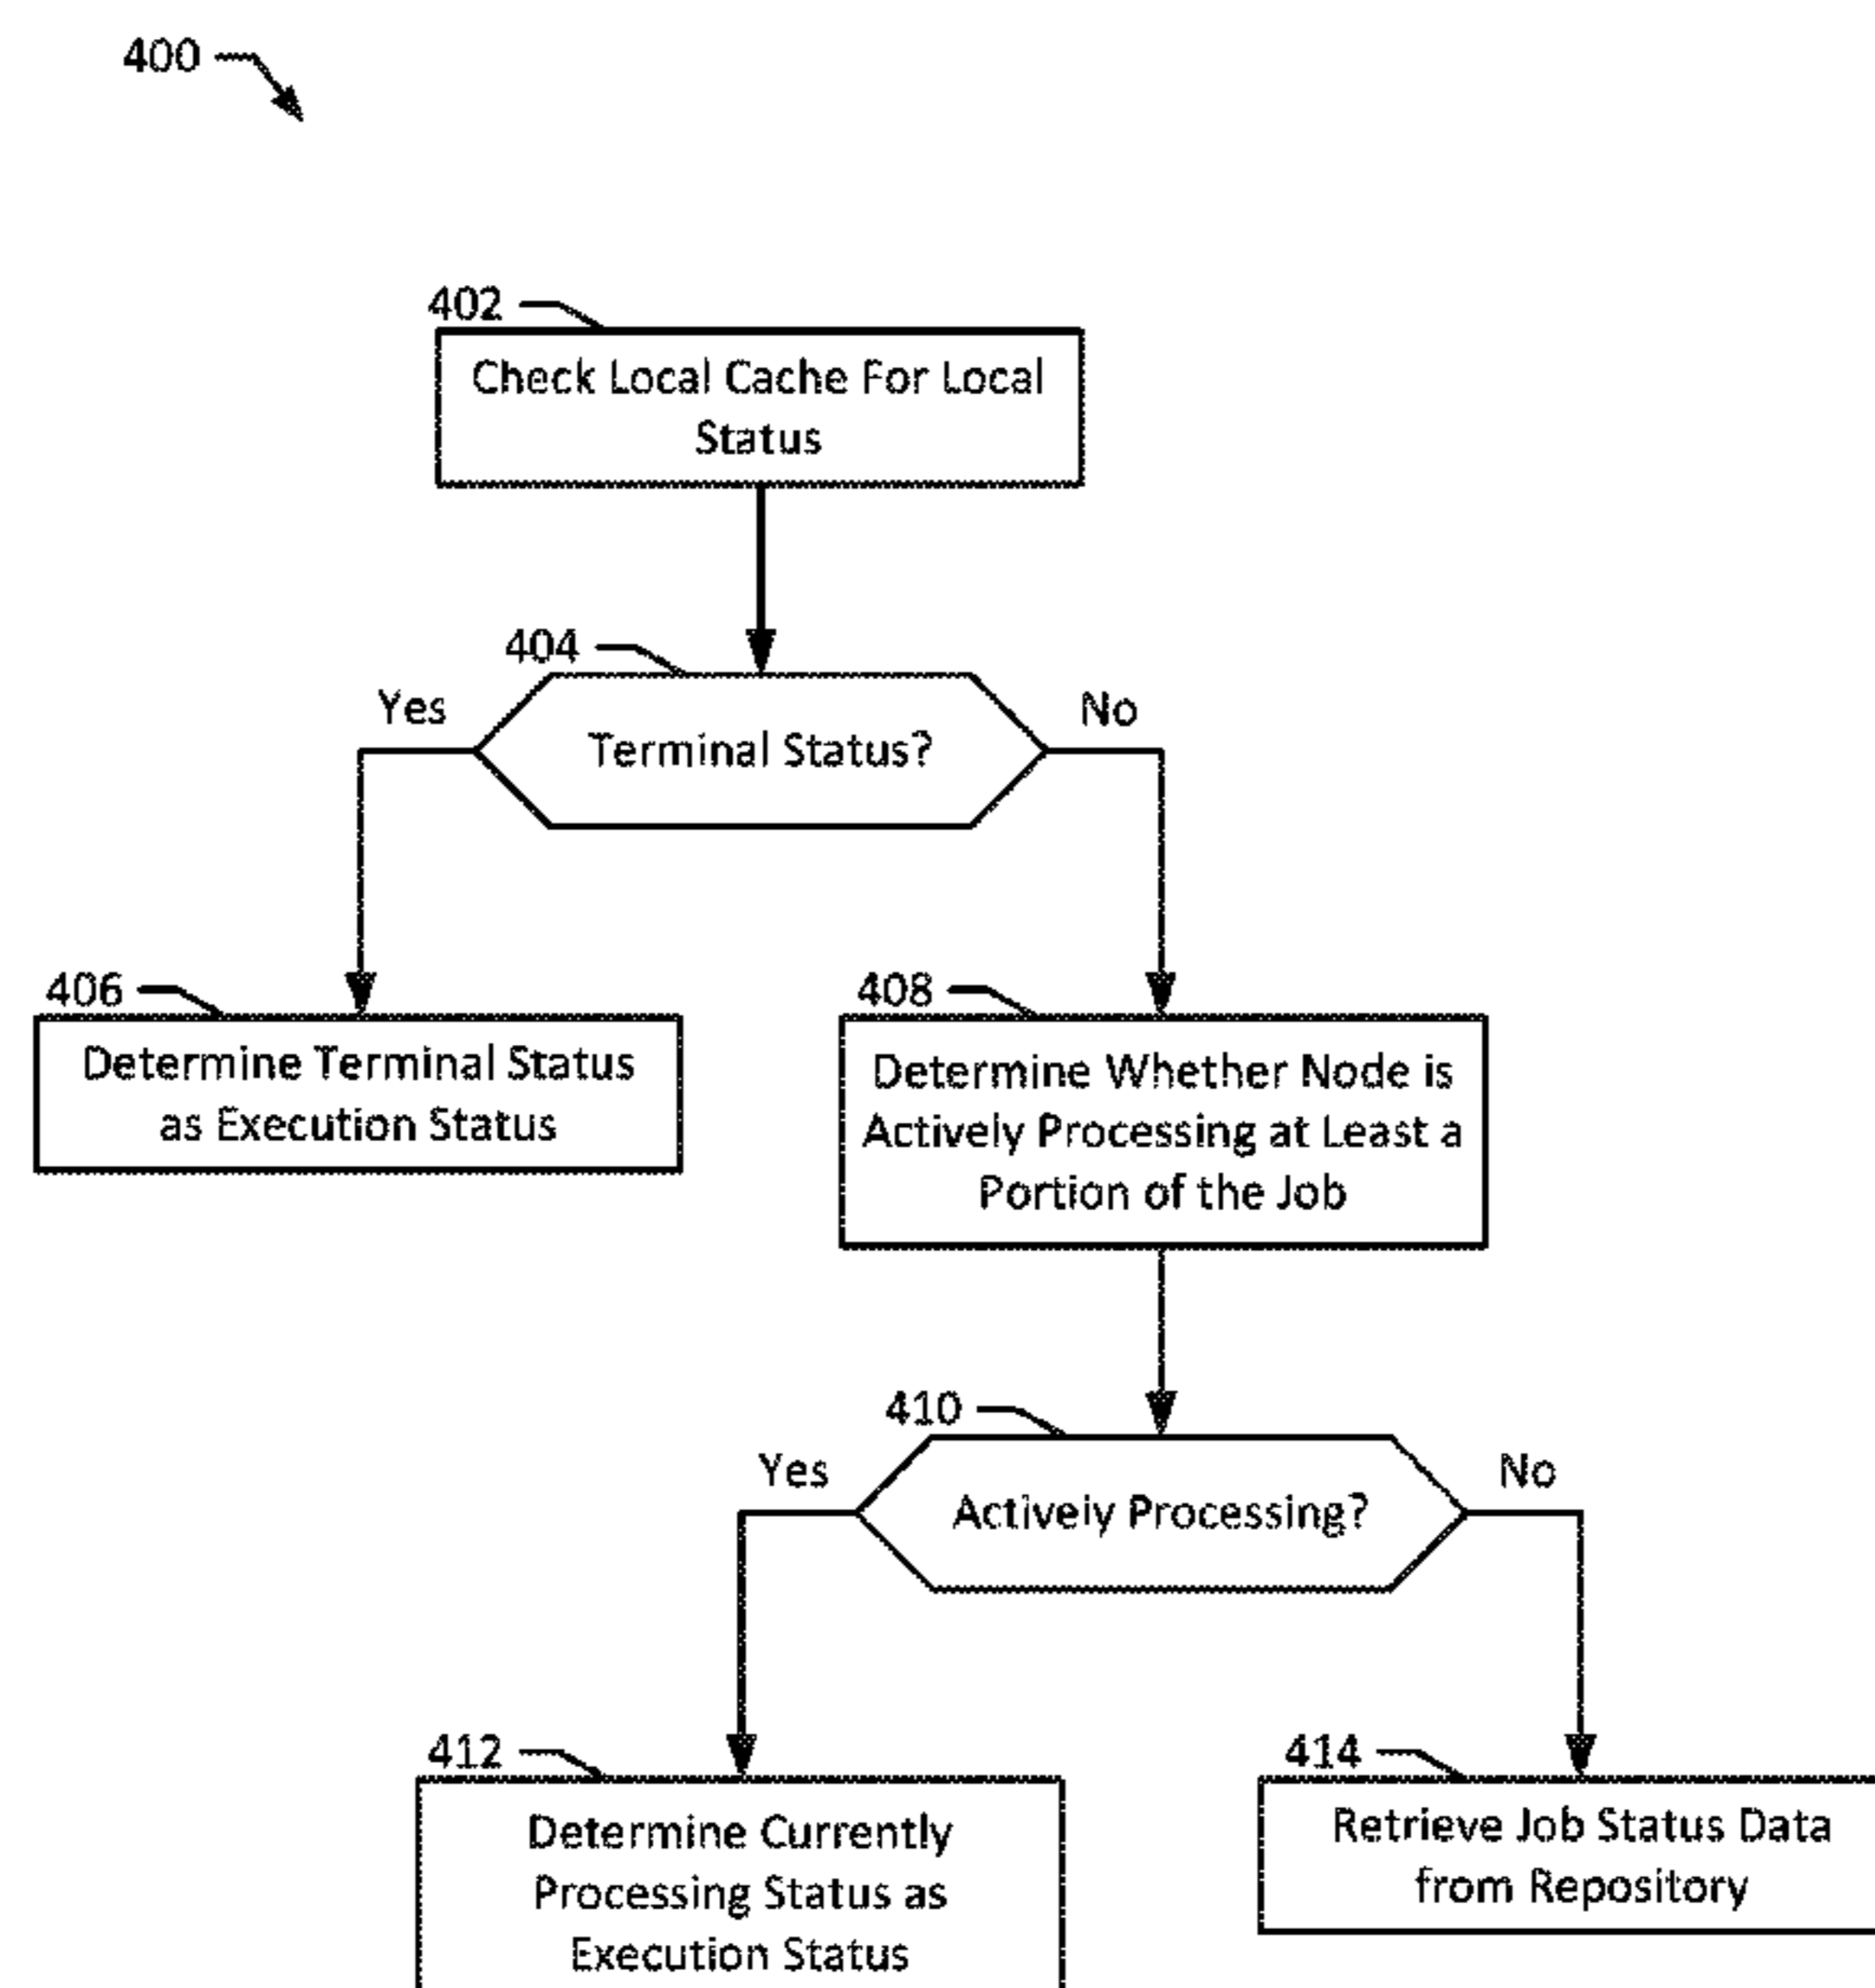 400
402
Check Local Cache For Local
Status
404
Yes
No
Terminal Status?
406
408
Determine Terminal Status
as Execution Status
Determine Whether Node is
Actively Processing at Least a
Portion of the Job
410
Yes
No
Actively Processing?
412
414
Determine Currently
Processing Status as
Execution Status
Retrieve Job Status Data
from Repository